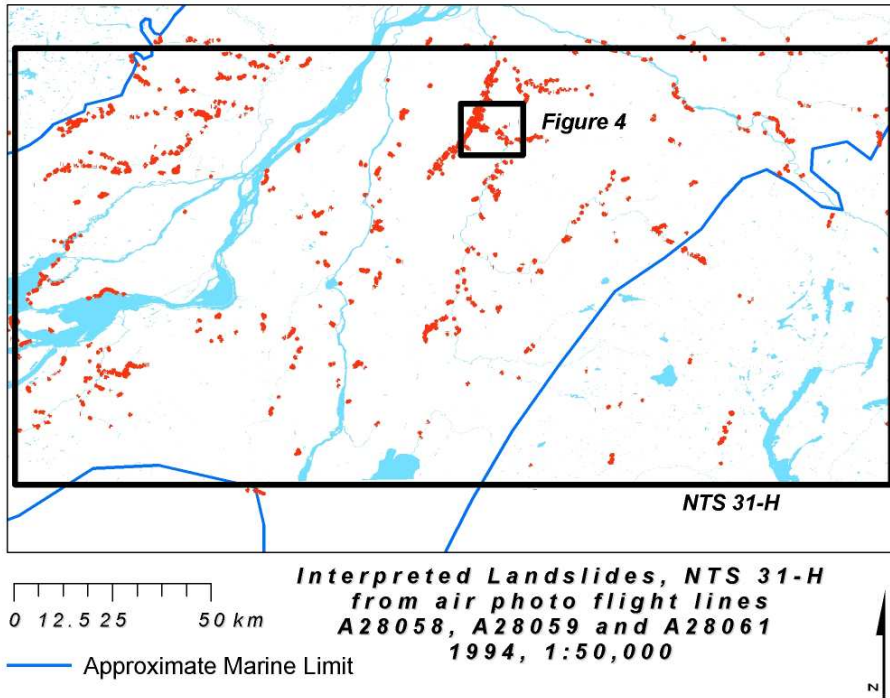 Figure 4
NTS 31-H
Interpreted Landslides, NTS 31-H
from air photo flight lines
A28058, A28059 and A28061
1994, 1:50,000
0 12.5 25 50 km
Approximate Marine Limit
N